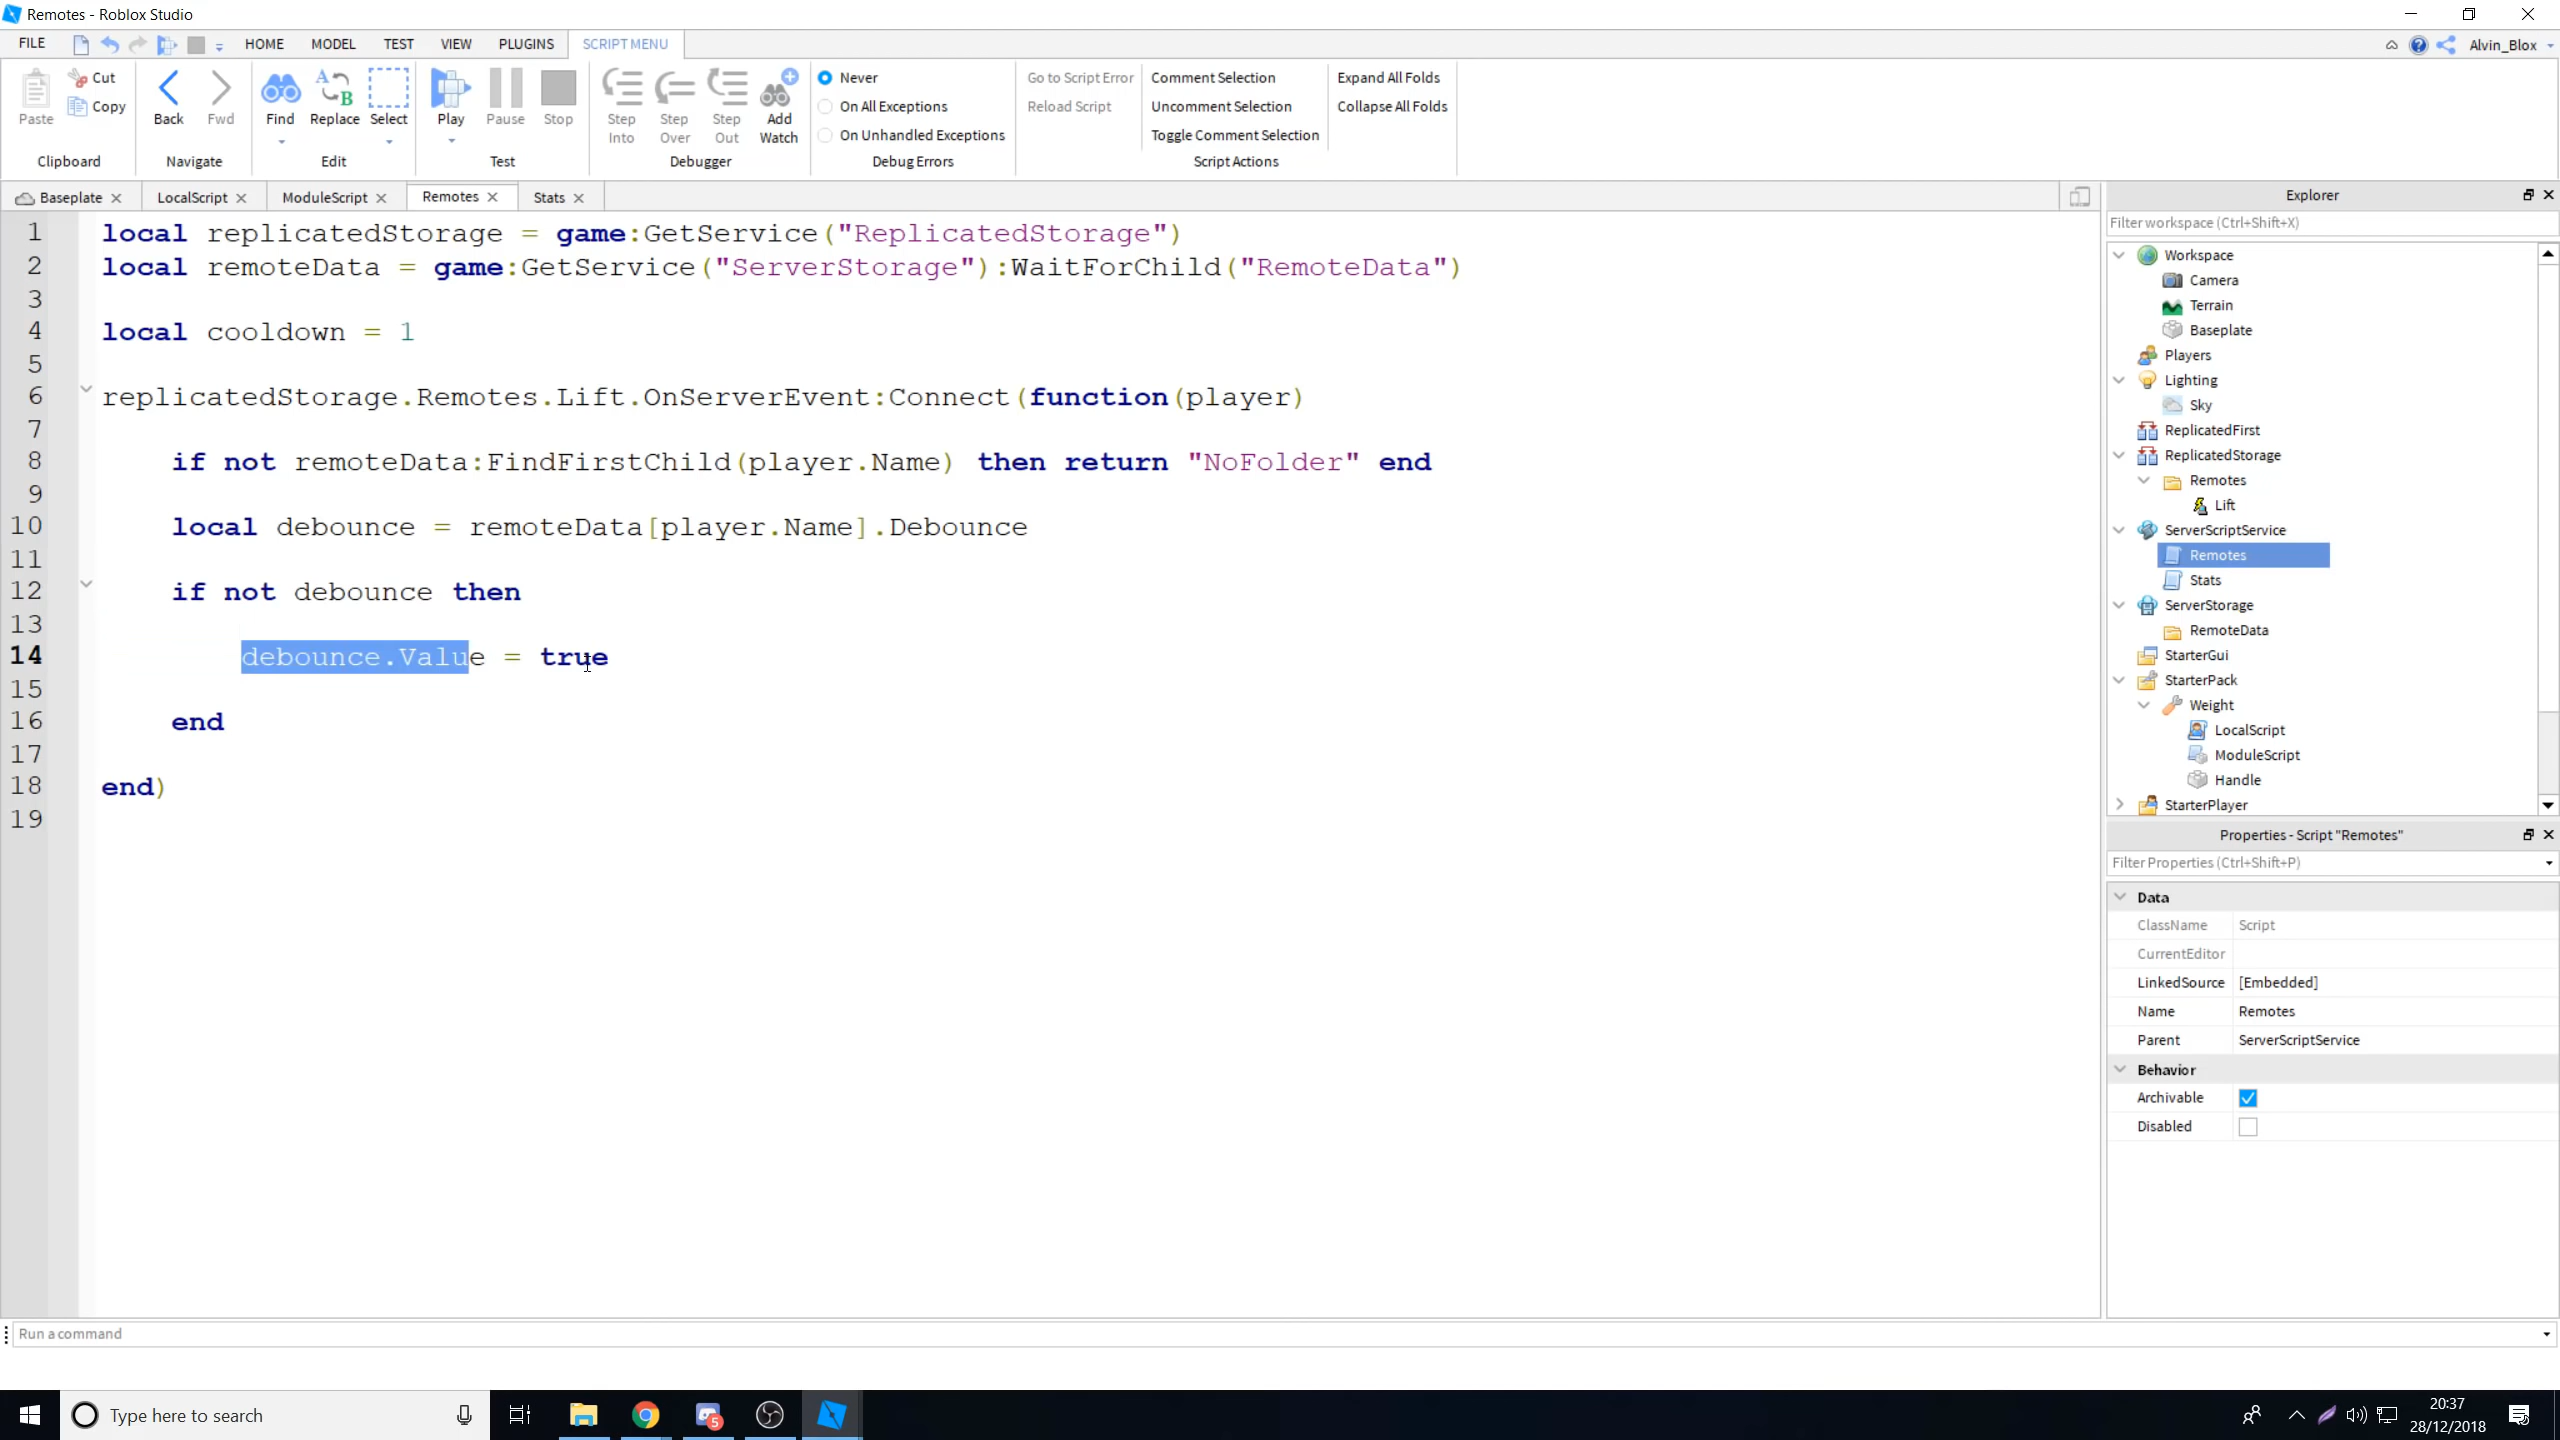 Remotes - Roblox Studio
FILE HOME MODEL TEST VIEW PLUGINS SCRIPT MENU Alvin_Blox
Paste Cut Copy Back Fwd Find Replace Select Play Pause Stop Step Into Step Over Step Out Add Watch
Never
On All Exceptions
On Unhandled Exceptions
Go to Script Error
Reload Script
Comment Selection
Uncomment Selection
Toggle Comment Selection
Expand All Folds
Collapse All Folds
Clipboard Navigate Edit Test Debugger Debug Errors Script Actions
Baseplate LocalScript ModuleScript Remotes Stats
1 local replicatedStorage = game:GetService("ReplicatedStorage")
2 local remoteData = game:GetService("ServerStorage"):WaitForChild("RemoteData")
3
4 local cooldown = 1
5
6 replicatedStorage.Remotes.Lift.OnServerEvent:Connect(function(player)
7
8 if not remoteData:FindFirstChild(player.Name) then return "NoFolder" end
9
10 local debounce = remoteData[player.Name].Debounce
11
12 if not debounce then
13
14 debounce.Value = true
15
16 end
17
18 end)
19
Explorer
Filter workspace (Ctrl+Shift+X)
Workspace
Camera
Terrain
Baseplate
Players
Lighting
Sky
ReplicatedFirst
ReplicatedStorage
Remotes
Lift
ServerScriptService
Remotes
Stats
ServerStorage
RemoteData
StarterGui
StarterPack
Weight
LocalScript
ModuleScript
Handle
StarterPlayer
Properties - Script "Remotes"
Filter Properties (Ctrl+Shift+P)
Data
ClassName Script
CurrentEditor
LinkedSource [Embedded]
Name Remotes
Parent ServerScriptService
Behavior
Archivable
Disabled
Run a command
Type here to search
5
20:37
28/12/2018